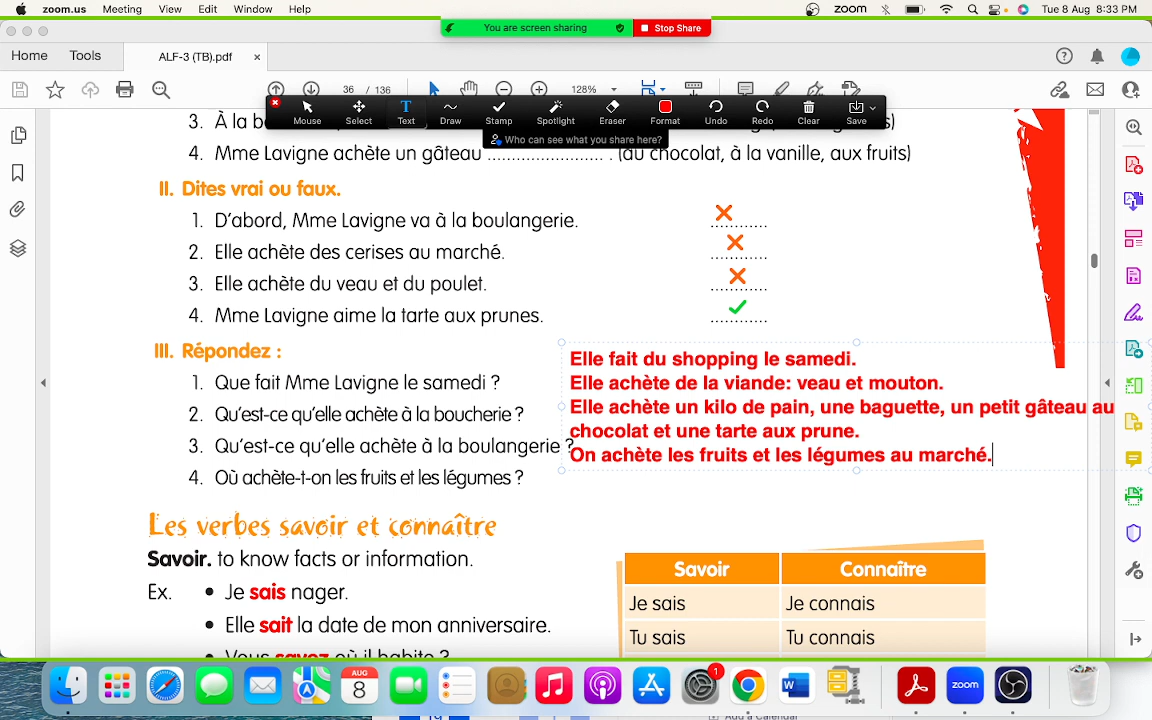 zoom.us Meeting View Edit Window Help zoom Tue 8 Aug 8:33 PM
You are screen sharing Stop Share
Home Tools ALF-3 (TB).pdf ×
36 / 136 128%
Mouse Select Text Draw Stamp Spotlight Eraser Format Undo Redo Clear Save
Who can see what you share here?
3. À la
4. Mme Lavigne achète un gâteau ........................ . (au chocolat, à la vanille, aux fruits)
II. Dites vrai ou faux.
1. D'abord, Mme Lavigne va à la boulangerie. ............
2. Elle achète des cerises au marché. ............
3. Elle achète du veau et du poulet. ............
4. Mme Lavigne aime la tarte aux prunes. ............
III. Répondez :
1. Que fait Mme Lavigne le samedi ?
2. Qu'est-ce qu'elle achète à la boucherie ?
3. Qu'est-ce qu'elle achète à la boulangerie ?
4. Où achète-t-on les fruits et les légumes ?
Elle fait du shopping le samedi.
Elle achète de la viande: veau et mouton.
Elle achète un kilo de pain, une baguette, un petit gâteau au
chocolat et une tarte aux prune.
On achète les fruits et les légumes au marché.
Les verbes savoir et connaître
Savoir. to know facts or information.
Ex. • Je sais nager.
• Elle sait la date de mon anniversaire.
• Vous savez où il habite ?
Savoir Connaître
Je sais Je connais
Tu sais Tu connais
AUG
8
1
W
zoom
Add a Calendar